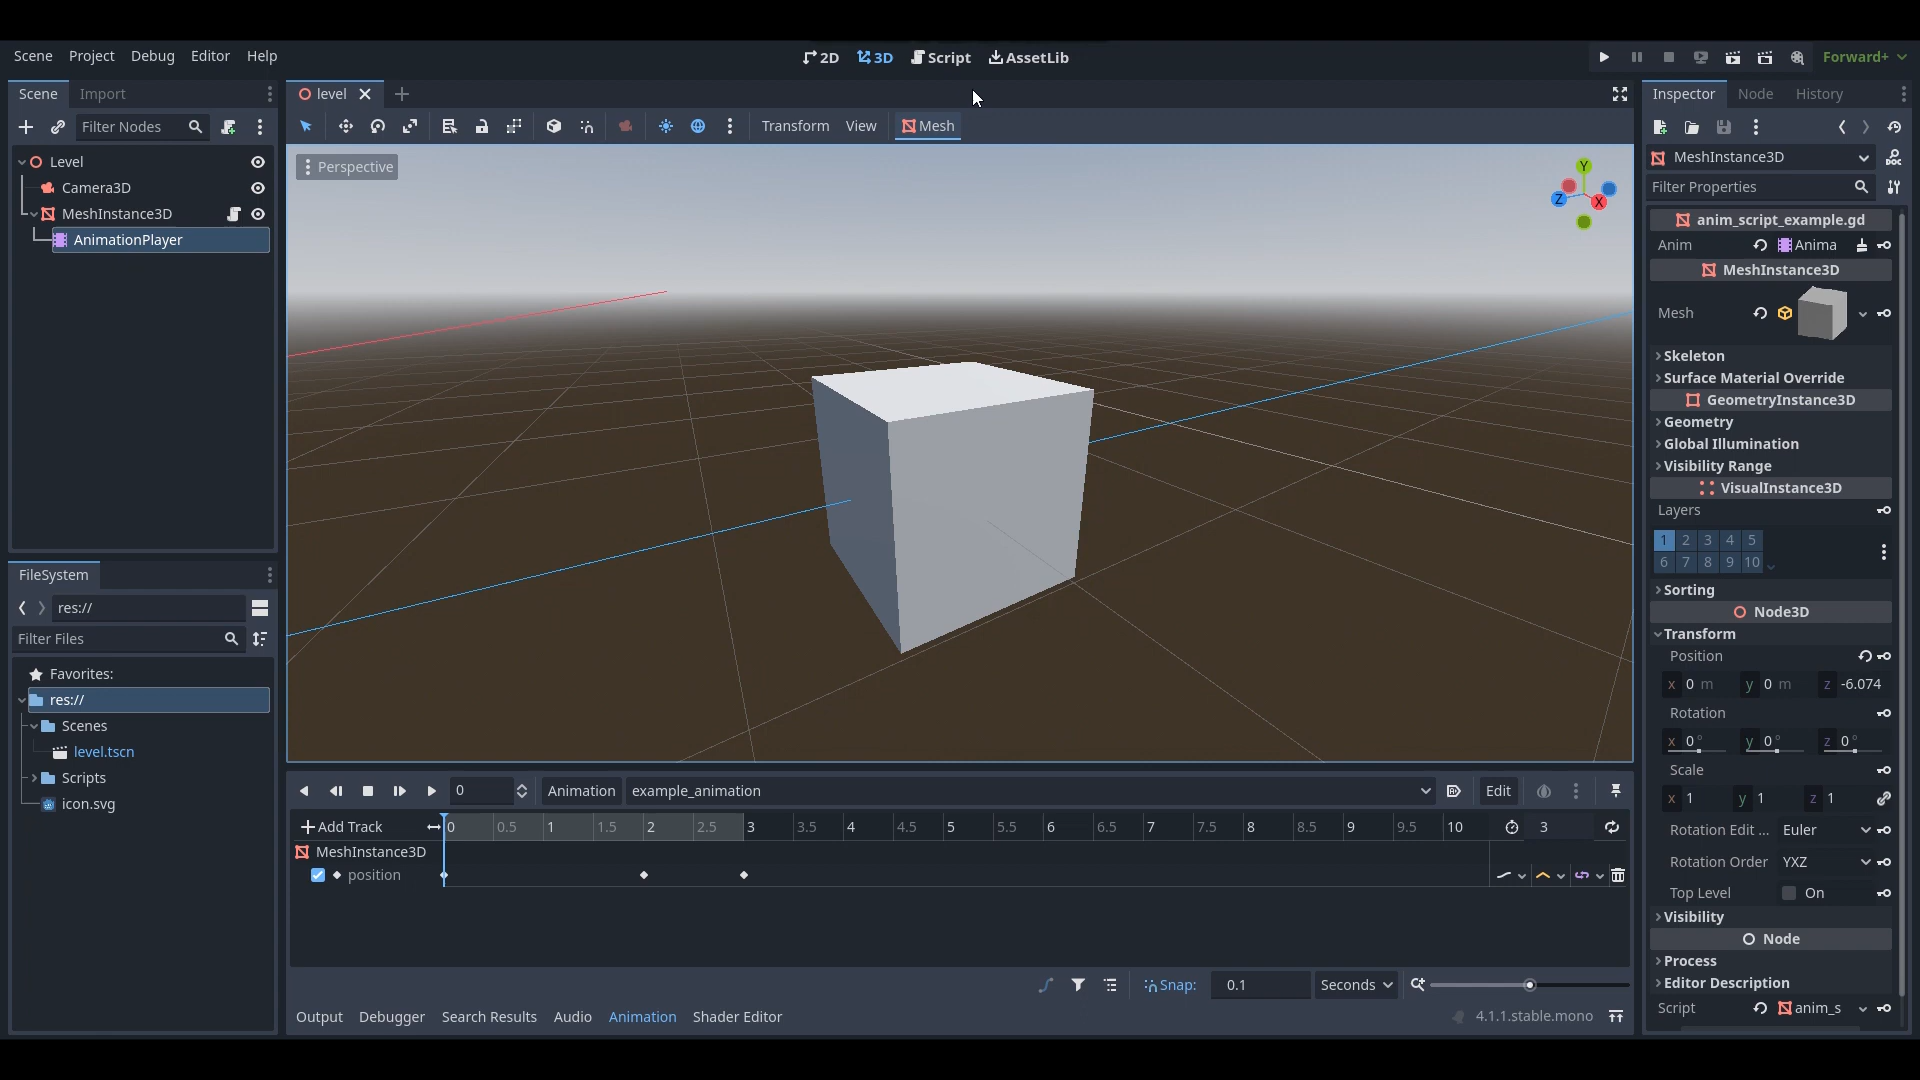 Scene Project Debug Editor Help
2D 3D Script AssetLib
Forward+
Scene Import
Filter Nodes
Level
Camera3D
MeshInstance3D
AnimationPlayer
FileSystem
res://
Filter Files
Favorites:
res://
Scenes
level.tscn
Scripts
icon.svg
level
Transform View Mesh
Perspective
Y
Z X
0 Animation example_animation Edit
Add Track 0 0.5 1 1.5 2 2.5 3 3.5 4 4.5 5 5.5 6 6.5 7 7.5 8 8.5 9 9.5 10 3
MeshInstance3D
position
Snap: 0.1 Seconds
Output Debugger Search Results Audio Animation Shader Editor 4.1.1.stable.mono
Inspector Node History
MeshInstance3D
Filter Properties
anim_script_example.gd
Anim Anima
MeshInstance3D
Mesh
Skeleton
Surface Material Override
GeometryInstance3D
Geometry
Global Illumination
Visibility Range
VisualInstance3D
Layers
1 2 3 4 5
6 7 8 9 10
Sorting
Node3D
Transform
Position
x 0 m y 0 m z -6.074
Rotation
x 0° y 0° z 0°
Scale
x 1 y 1 z 1
Rotation Edit ... Euler
Rotation Order YXZ
Top Level On
Visibility
Node
Process
Editor Description
Script anim_s